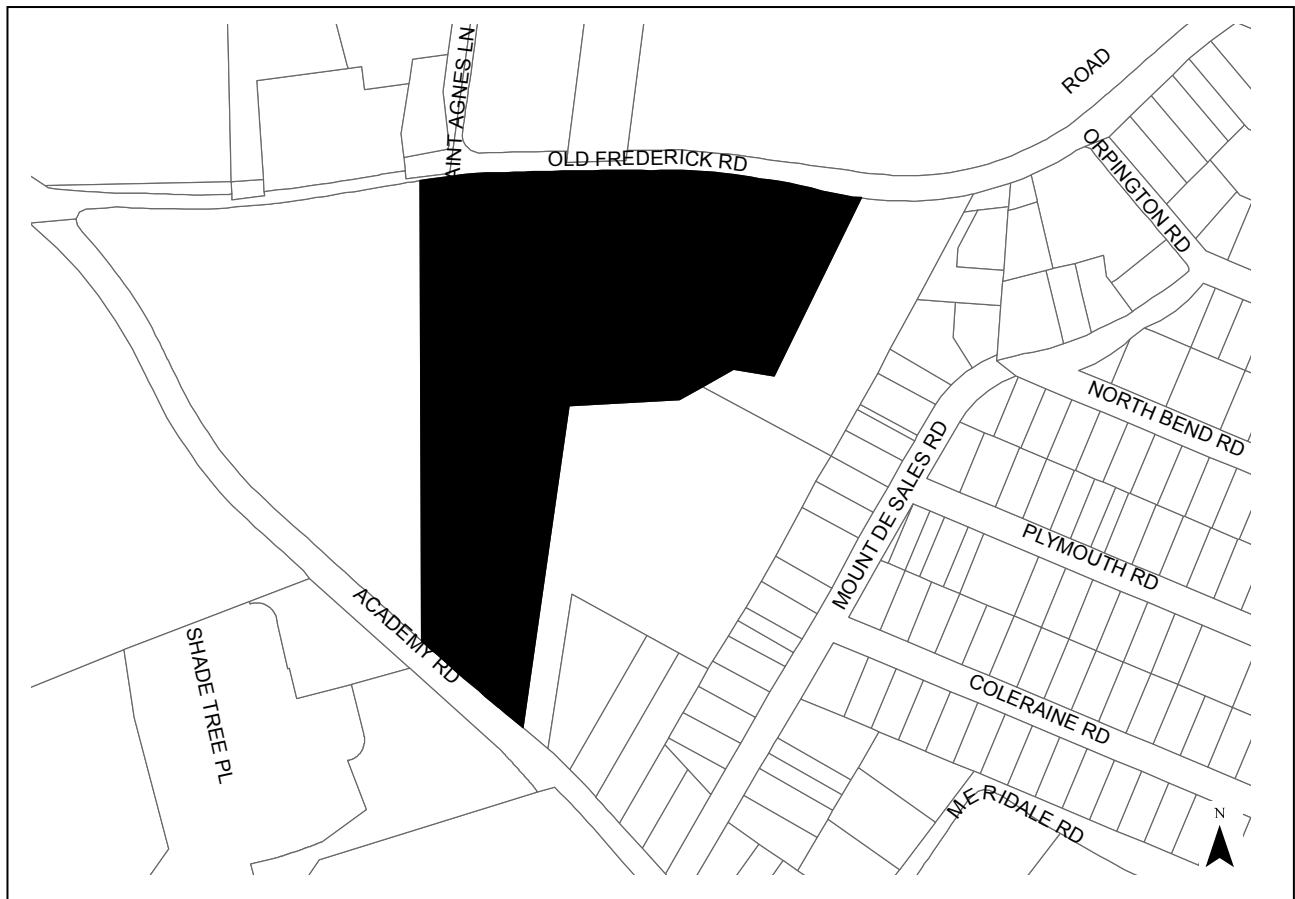 AINT AGNES LN
ROAD
OLD FREDERICK RD
ORPINGTON RD
NORTH BEND RD
MOUNT DE SALES RD
PLYMOUTH RD
ACADEMY RD
SHADE TREE PL
COLERAINE RD
MERIDALE RD
N